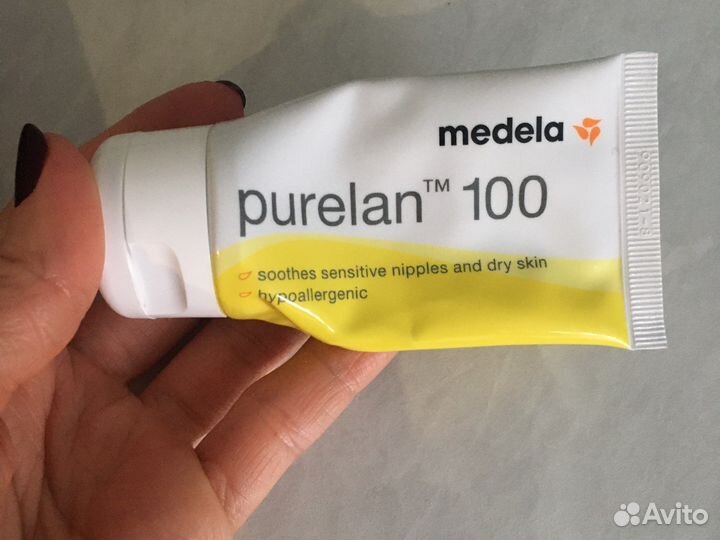 medela
purelan™ 100
soothes sensitive nipples and dry skin
hypoallergenic
Avito